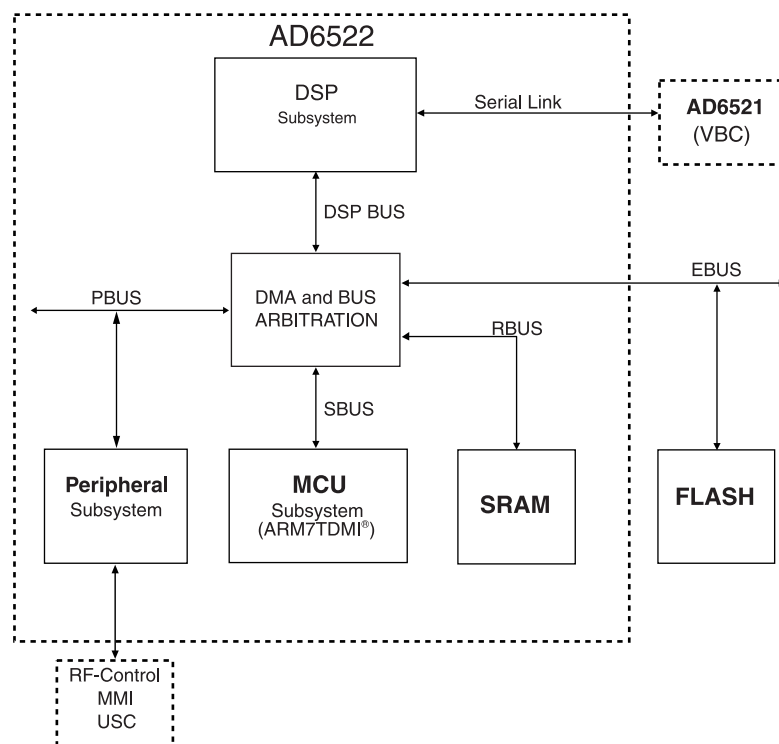 AD6522
DSP
Subsystem
Serial Link
AD6521
(VBC)
DSP BUS
EBUS
PBUS
DMA and BUS
ARBITRATION
RBUS
SBUS
Peripheral
Subsystem
MCU
Subsystem
(ARM7TDMI®)
SRAM
FLASH
RF-Control
MMI
USC